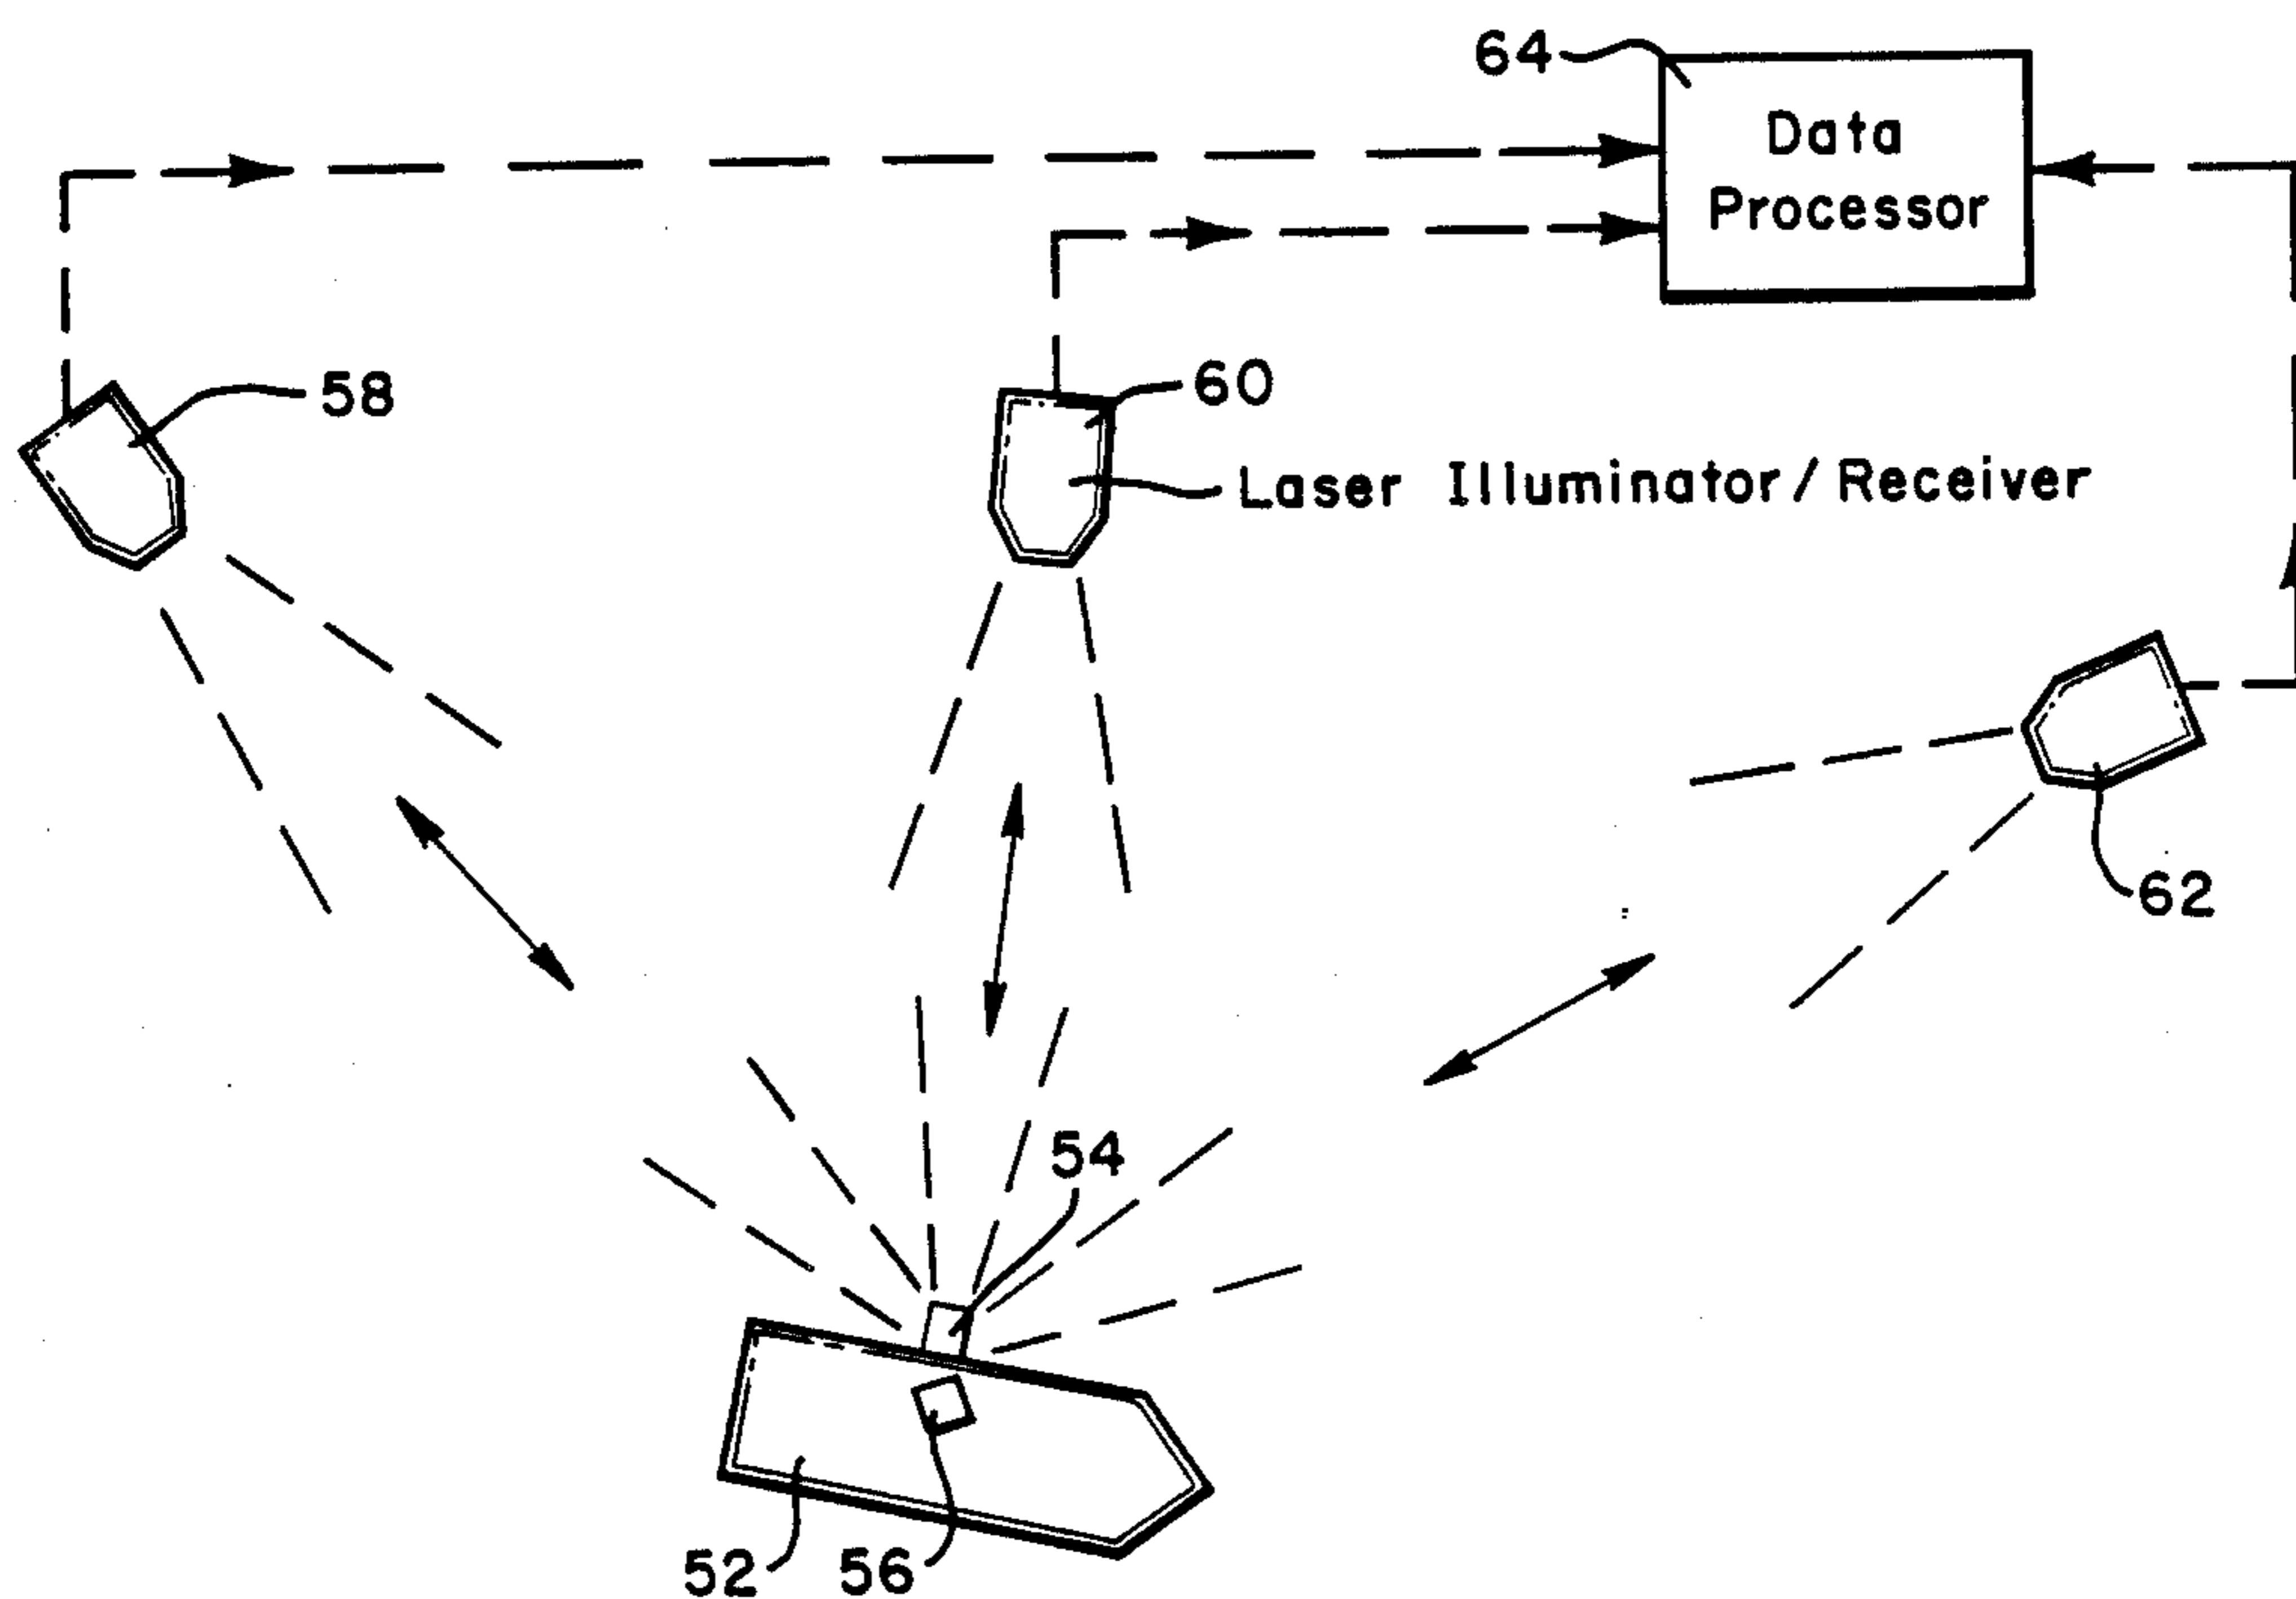 64
Data
Processor
58
60
Laser Illuminator/Receiver
62
54
52
56